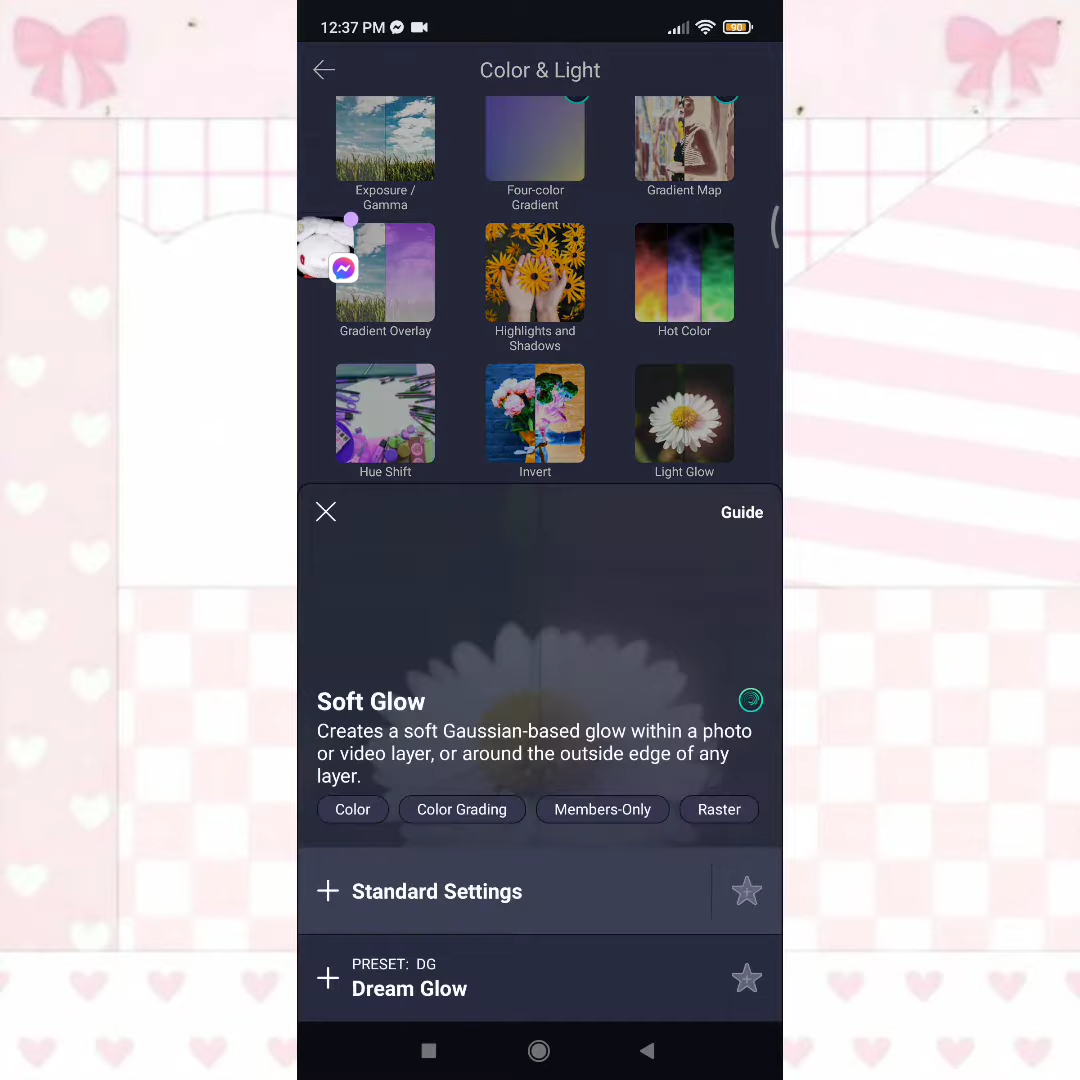 12:37 PM
90
Color & Light
Exposure /
Gamma
Four-color
Gradient
Gradient Map
Gradient Overlay
Highlights and
Shadows
Hot Color
Hue Shift
Invert
Light Glow
Guide
Soft Glow
Creates a soft Gaussian-based glow within a photo
or video layer, or around the outside edge of any
layer.
Color
Color Grading
Members-Only
Raster
Standard Settings
PRESET: DG
Dream Glow